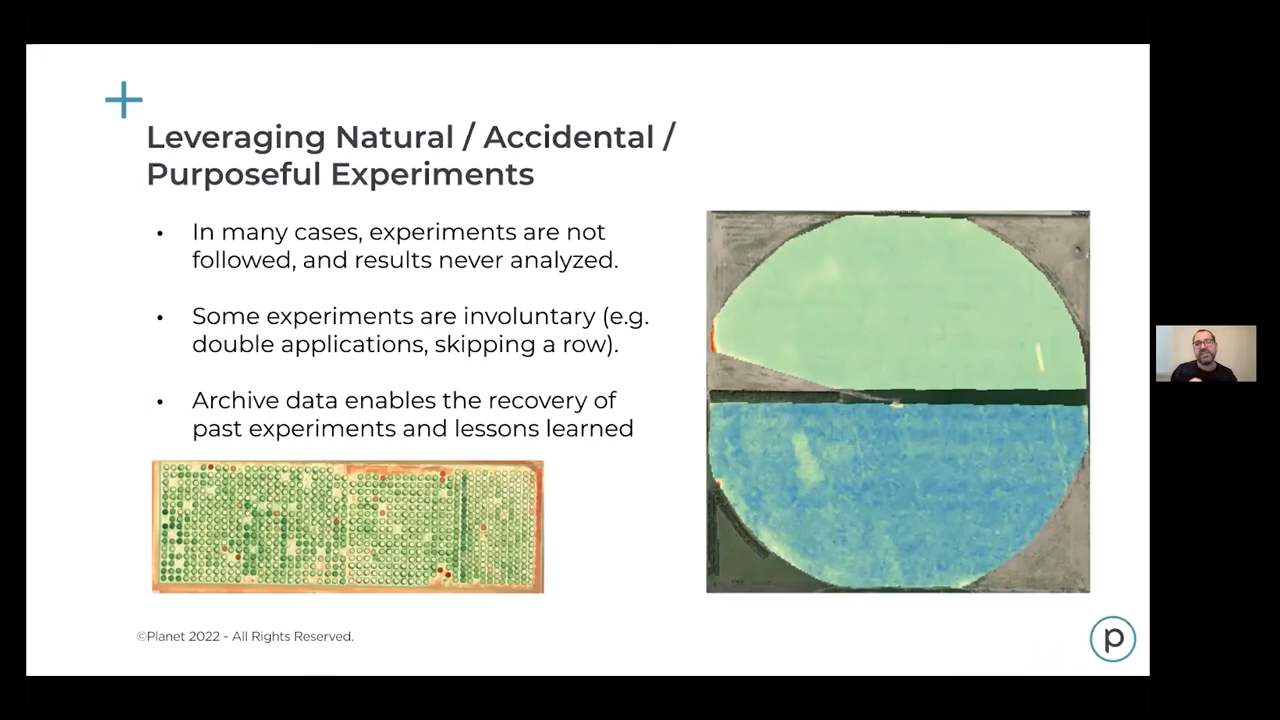 Leveraging Natural / Accidental /
Purposeful Experiments
• In many cases, experiments are not
followed, and results never analyzed.
• Some experiments are involuntary (e.g.
double applications, skipping a row).
• Archive data enables the recovery of
past experiments and lessons learned
©Planet 2022 - All Rights Reserved.
p